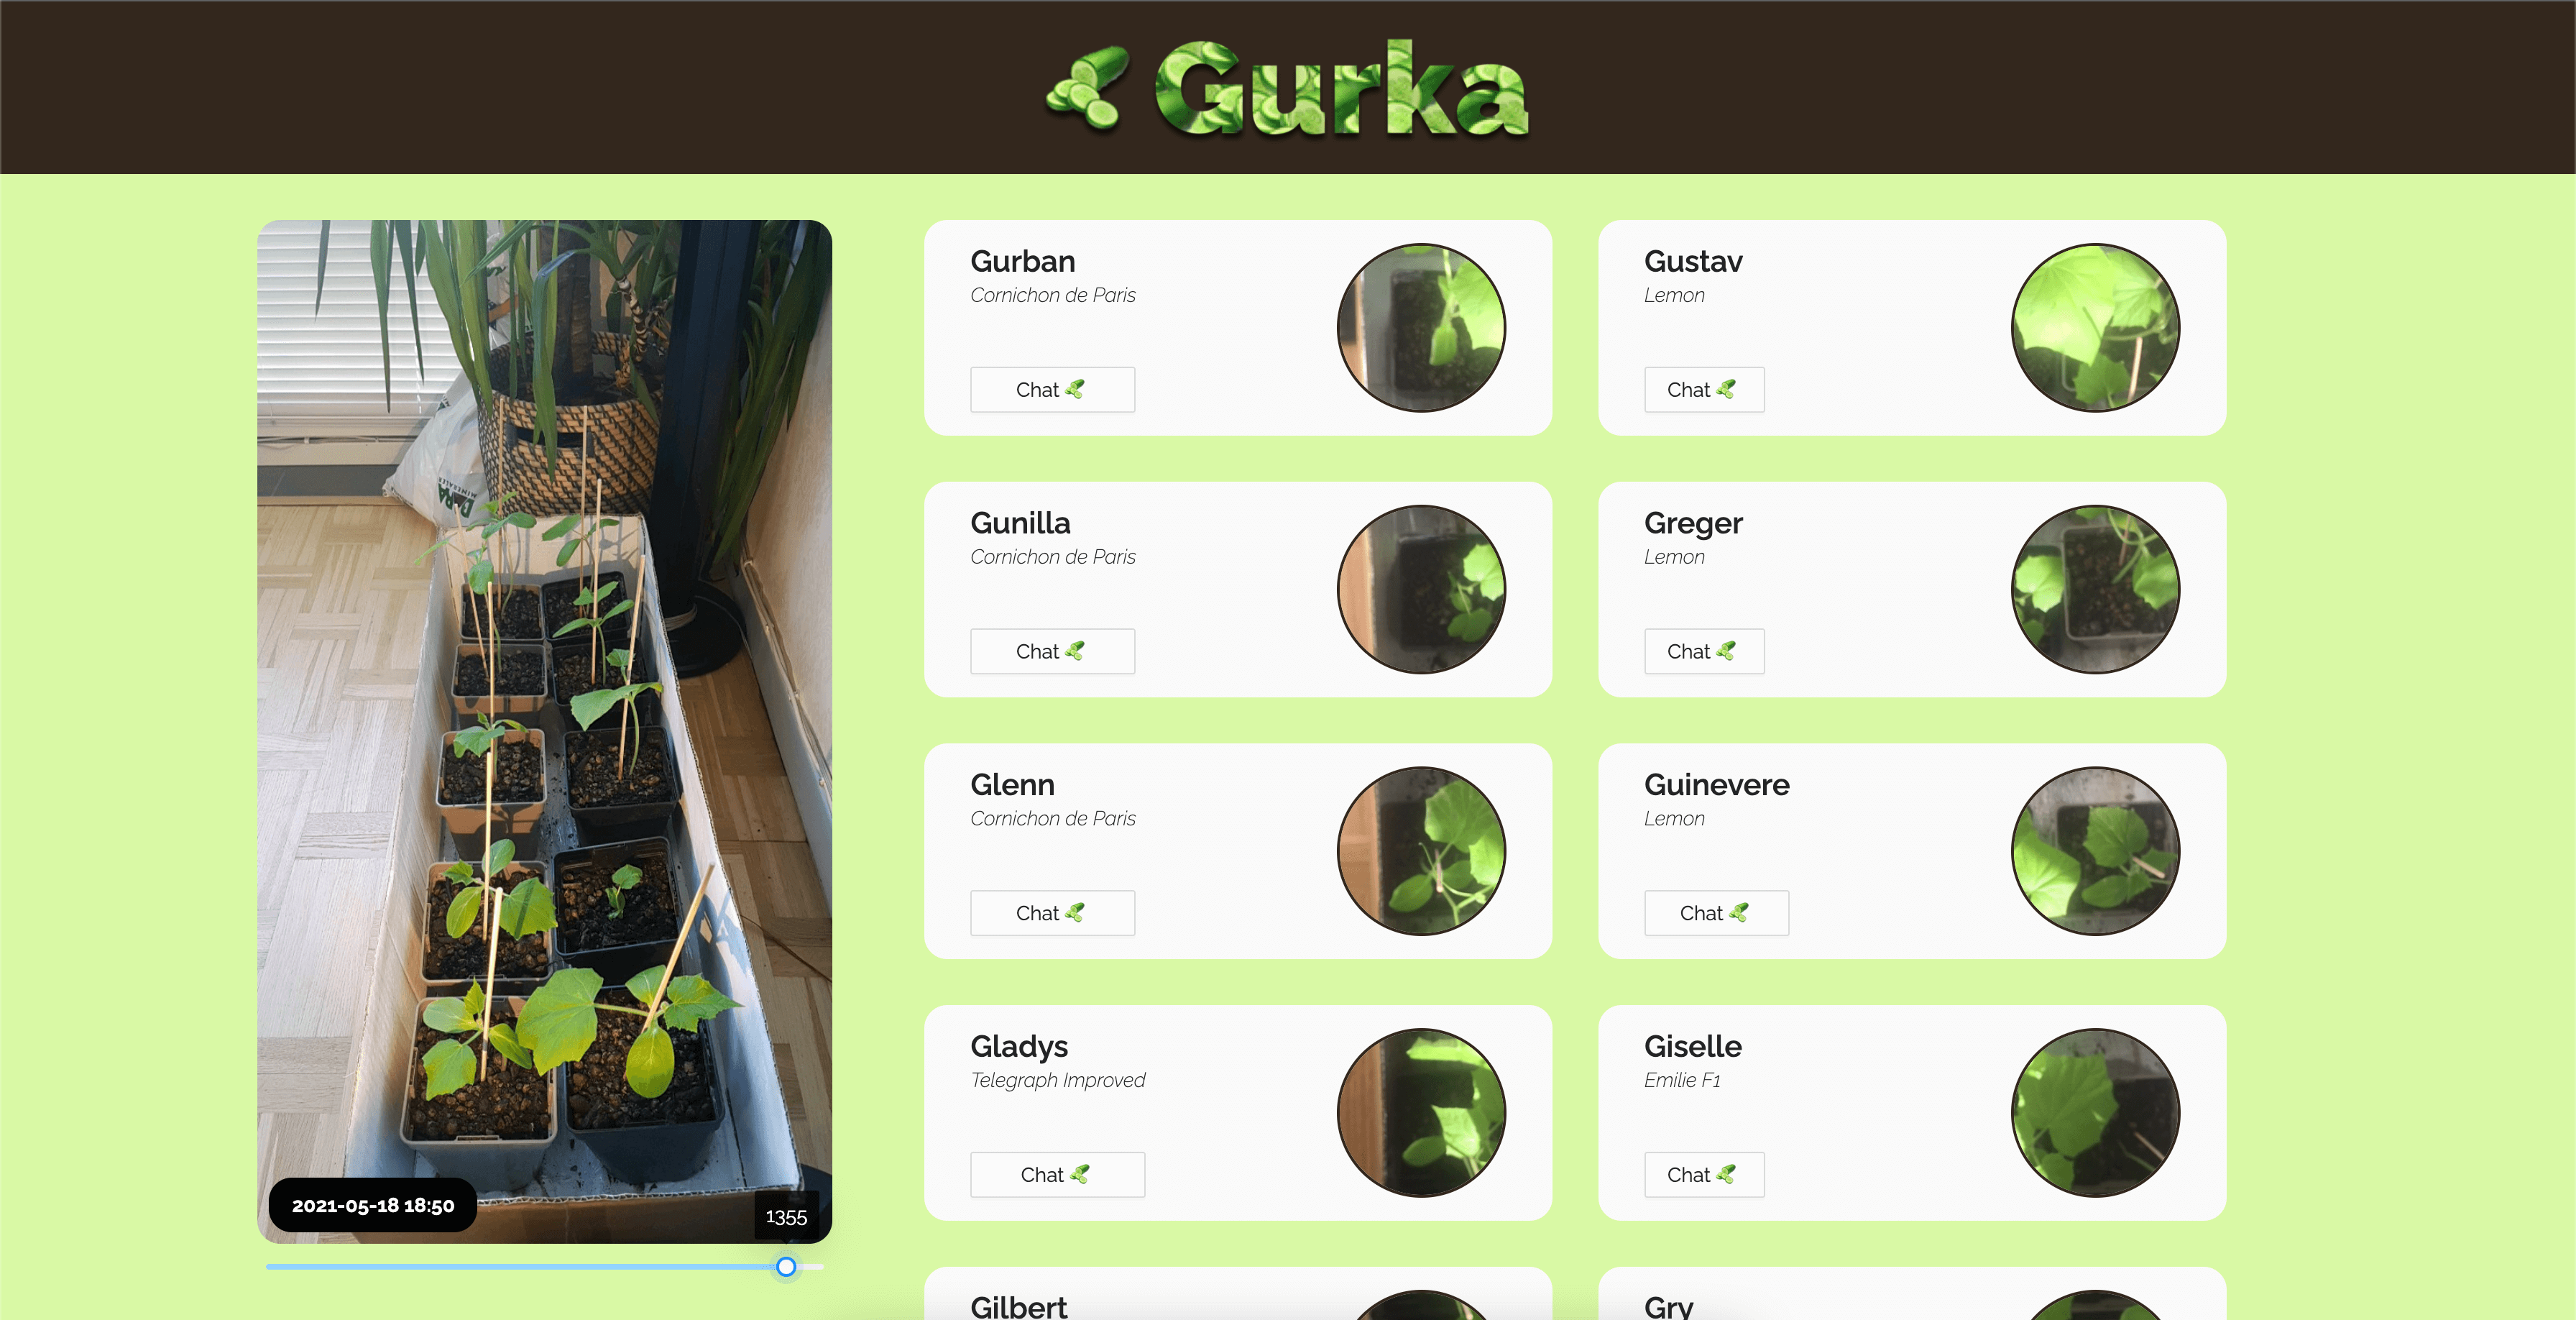 Gurka
Gurban
Cornichon de Paris
Chat
Gustav
Lemon
Chat
Gunilla
Cornichon de Paris
Chat
Greger
Lemon
Chat
Glenn
Cornichon de Paris
Chat
Guinevere
Lemon
Chat
Gladys
Telegraph Improved
Chat
Giselle
Emilie F1
Chat
Gilbert
Gry
2021-05-18 18:50
1355